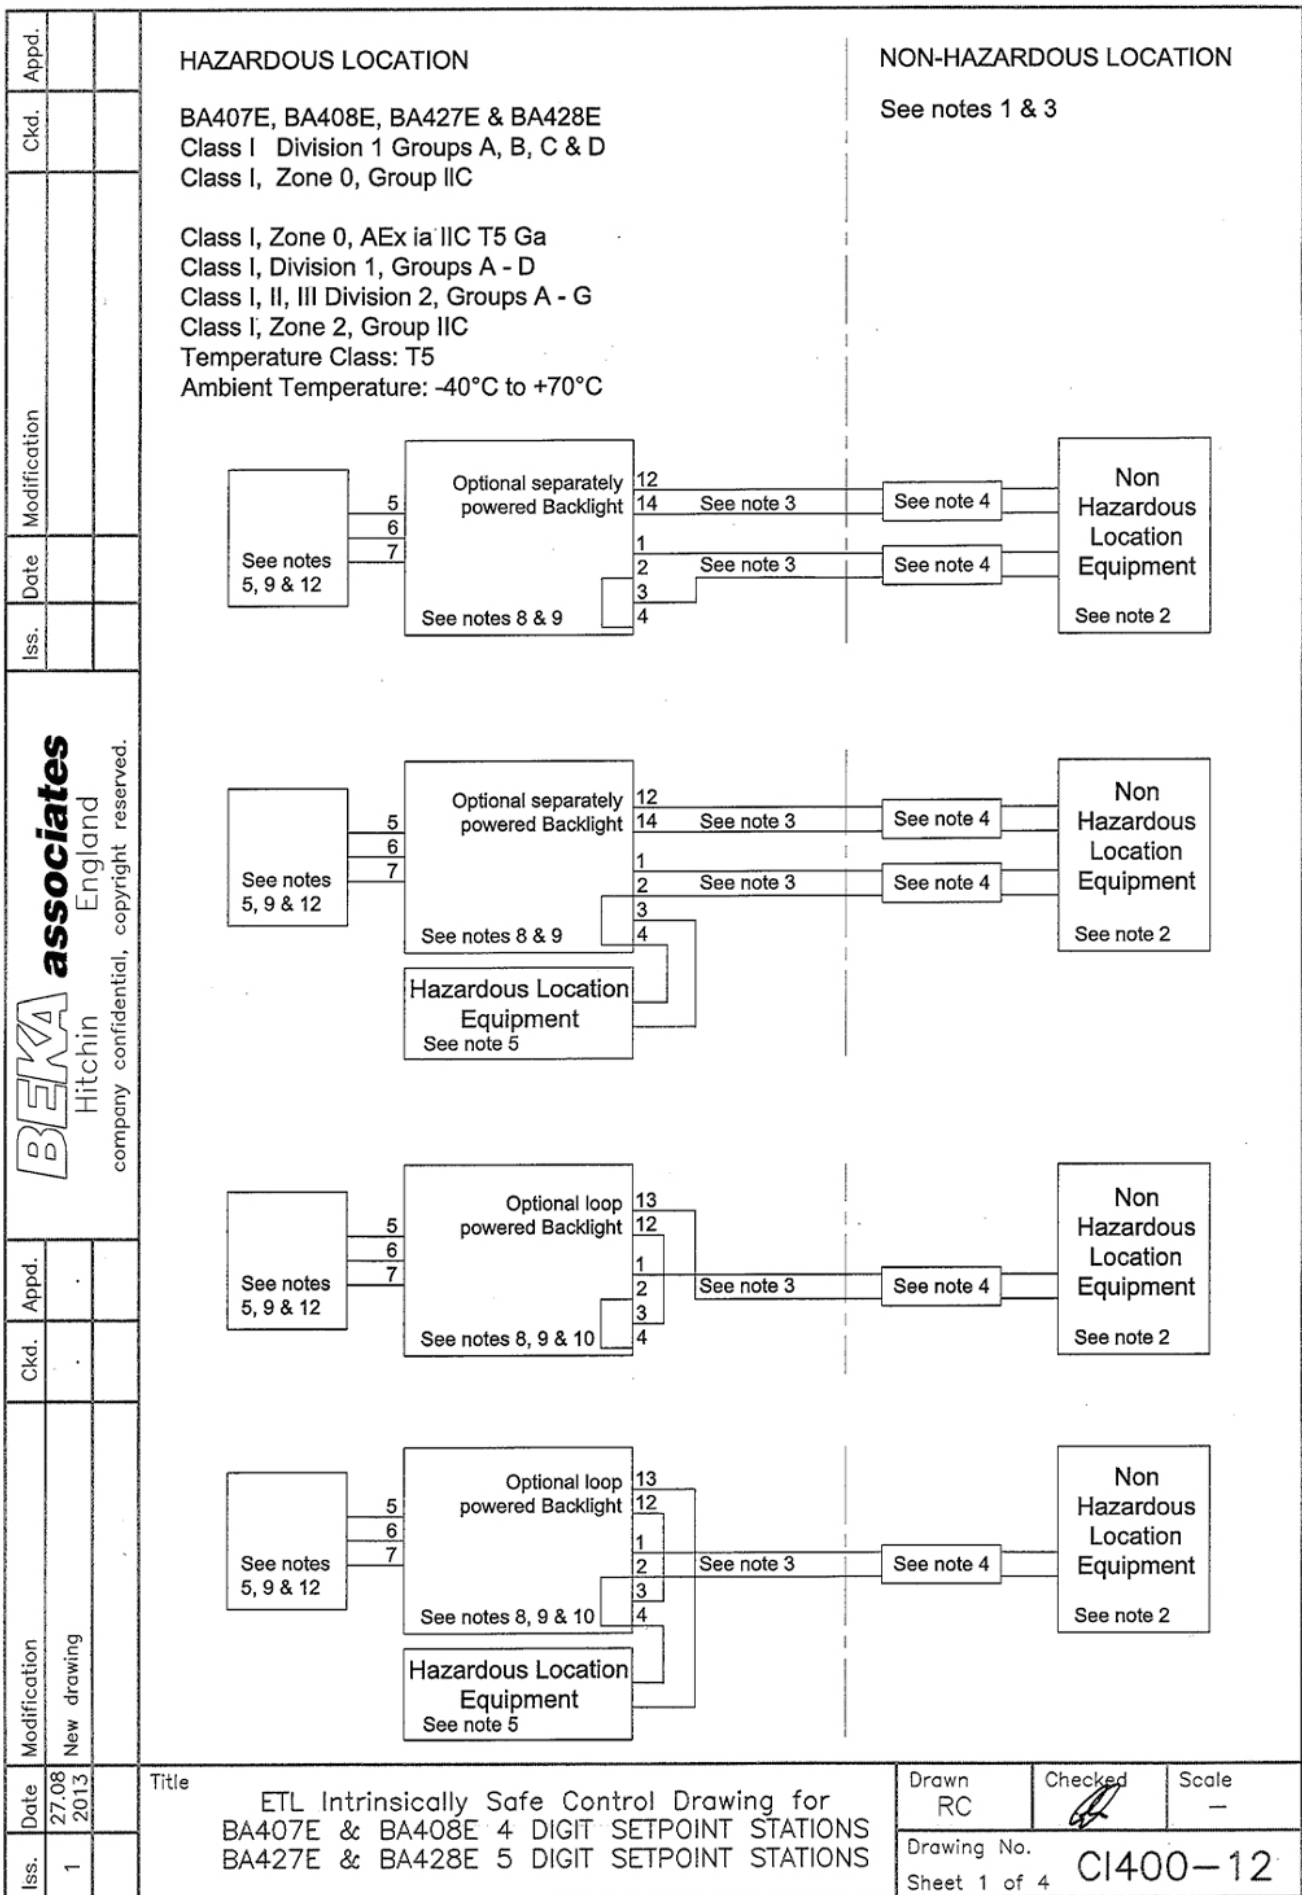 HAZARDOUS LOCATION
NON-HAZARDOUS LOCATION
BA407E, BA408E, BA427E & BA428E
See notes 1 & 3
Class I Division 1 Groups A, B, C & D
Class I, Zone 0, Group IIC
Class I, Zone 0, AEx ia IIC T5 Ga
Class I, Division 1, Groups A - D
Class I, II, III Division 2, Groups A - G
Class I, Zone 2, Group IIC
Temperature Class: T5
Ambient Temperature: -40°C to +70°C
See notes
5, 9 & 12
5
6
7
Optional separately
powered Backlight
See notes 8 & 9
12
14
1
2
3
4
See note 3
See note 3
See note 4
See note 4
Non
Hazardous
Location
Equipment
See note 2
See notes
5, 9 & 12
5
6
7
Optional separately
powered Backlight
See notes 8 & 9
12
14
1
2
3
4
Hazardous Location
Equipment
See note 5
See note 3
See note 3
See note 4
See note 4
Non
Hazardous
Location
Equipment
See note 2
See notes
5, 9 & 12
5
6
7
Optional loop
powered Backlight
See notes 8, 9 & 10
13
12
1
2
3
4
See note 3
See note 4
Non
Hazardous
Location
Equipment
See note 2
See notes
5, 9 & 12
5
6
7
Optional loop
powered Backlight
See notes 8, 9 & 10
13
12
1
2
3
4
Hazardous Location
Equipment
See note 5
See note 3
See note 4
Non
Hazardous
Location
Equipment
See note 2
Iss. Date Modification Ckd. Appd.
BEKA associates
Hitchin England
company confidential, copyright reserved.
Iss. Date Modification Ckd. Appd.
1 27.08 2013 New drawing
Title
ETL Intrinsically Safe Control Drawing for
BA407E & BA408E 4 DIGIT SETPOINT STATIONS
BA427E & BA428E 5 DIGIT SETPOINT STATIONS
Drawn
RC
Checked
Scale
–
Drawing No.
CI400-12
Sheet 1 of 4